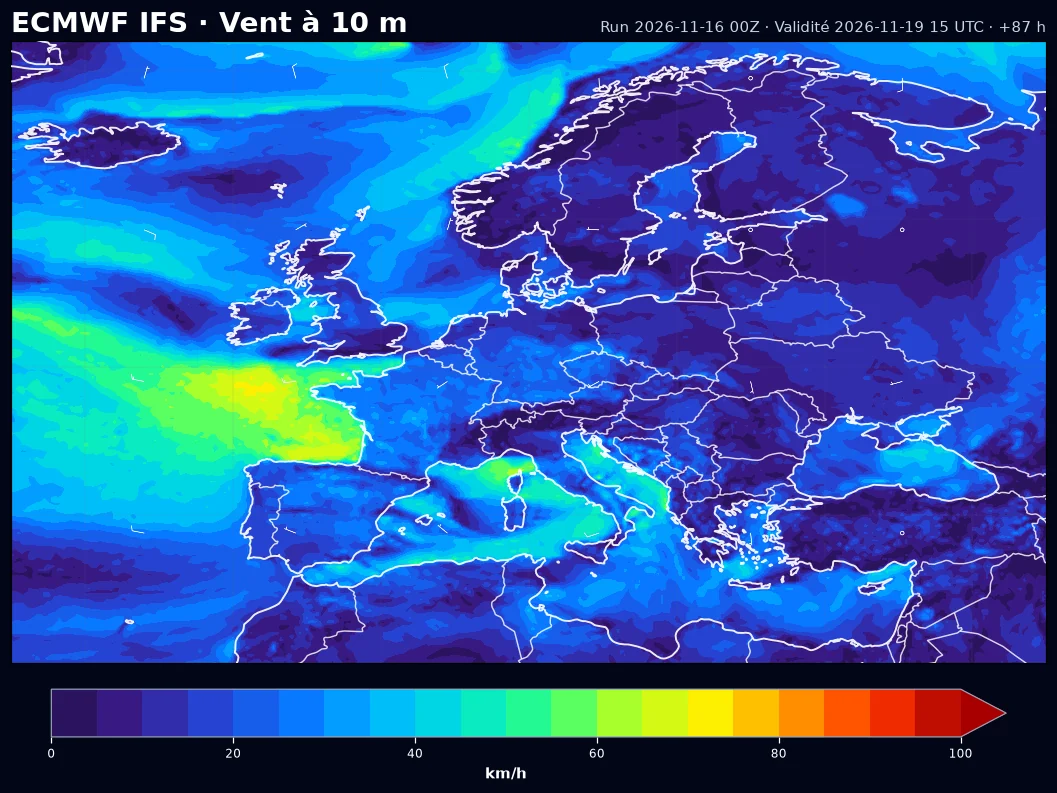 ECMWF IFS · Vent à 10 m
Run 2026-11-16 00Z · Validité 2026-11-19 15 UTC · +87 h
0 20 40 60 80 100
km/h